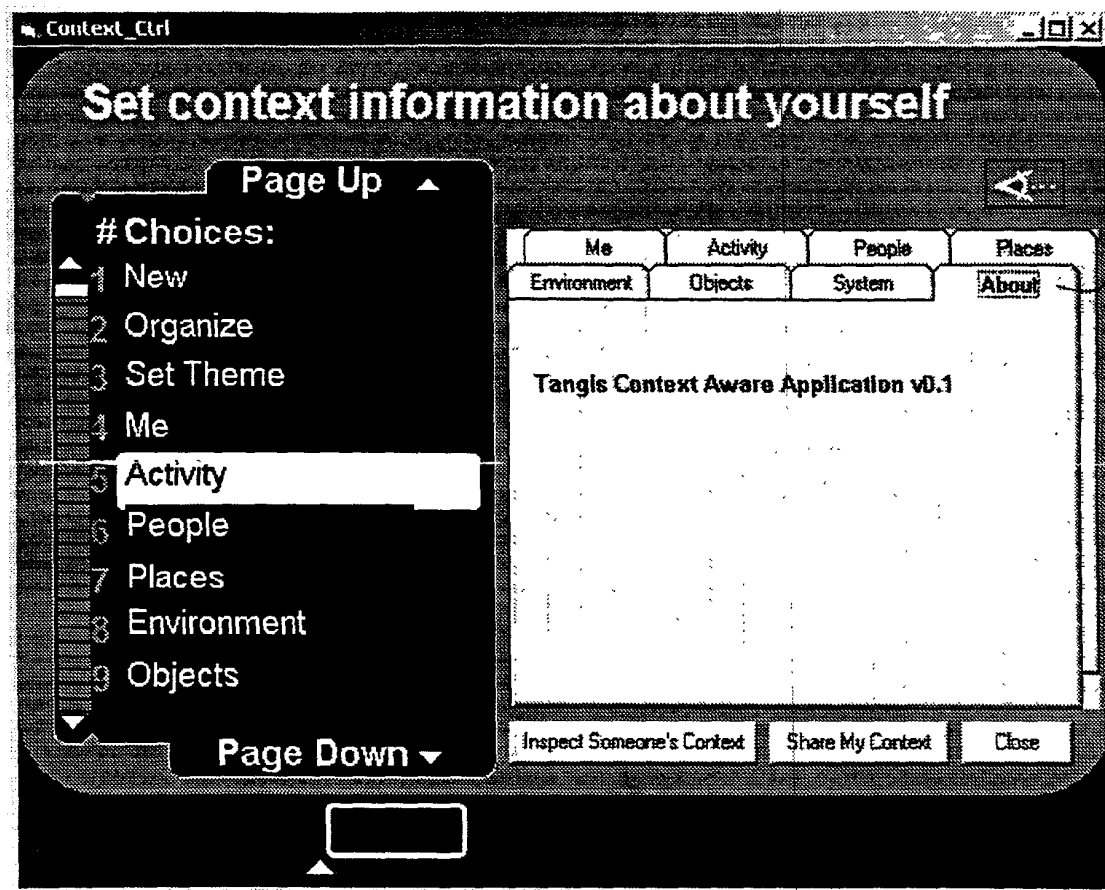 Context_Ctrl
Set context information about yourself
Page Up
# Choices:
1 New
2 Organize
3 Set Theme
4 Me
5 Activity
6 People
7 Places
8 Environment
9 Objects
Page Down
Me Activity People Places
Environment Objects System About
Tangis Context Aware Application v0.1
Inspect Someone's Context Share My Context Close